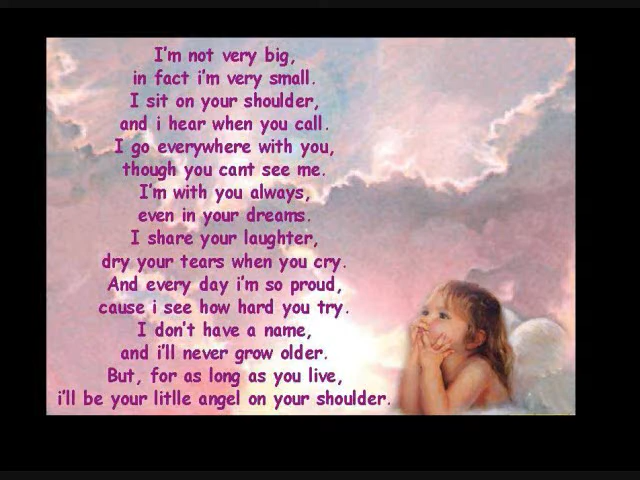 I'm not very big,
in fact i'm very small.
I sit on your shoulder,
and i hear when you call.
I go everywhere with you,
though you cant see me.
I'm with you always,
even in your dreams.
I share your laughter,
dry your tears when you cry.
And every day i'm so proud,
cause i see how hard you try.
I don't have a name,
and i'll never grow older.
But, for as long as you live,
i'll be your litlle angel on your shoulder.